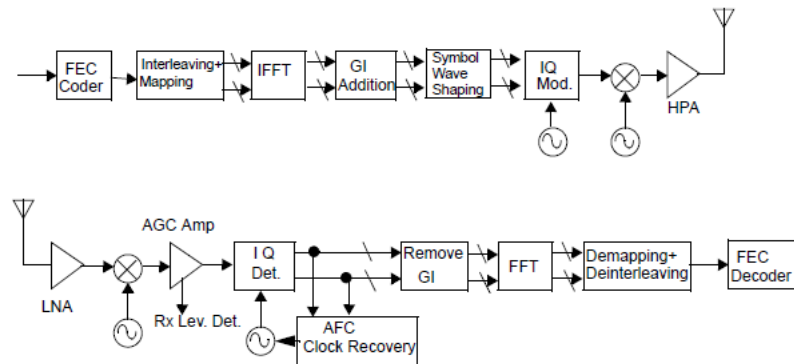 FEC
Coder
Interleaving+
Mapping
IFFT
GI
Addition
Symbol
Wave
Shaping
IQ
Mod.
HPA
LNA
AGC Amp
Rx Lev. Det.
I Q
Det.
AFC
Clock Recovery
Remove
GI
FFT
Demapping+
Deinterleaving
FEC
Decoder